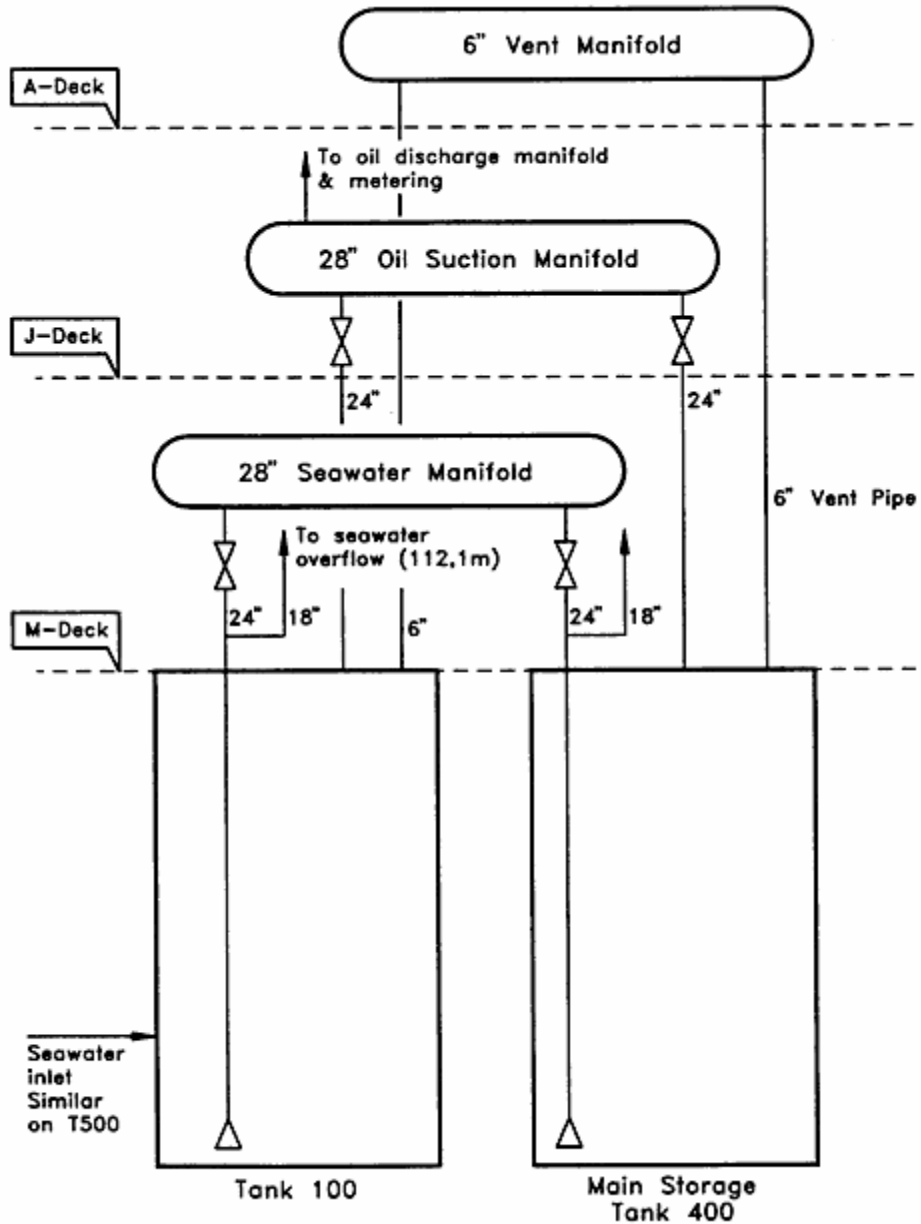 6" Vent Manifold
A-Deck
To oil discharge manifold
& metering
28" Oil Suction Manifold
J-Deck
24"
24"
28" Seawater Manifold
6" Vent Pipe
To seawater
overflow (112,1m)
24"
18"
6"
24"
18"
M-Deck
Seawater
inlet
Similar
on T500
Tank 100
Main Storage
Tank 400